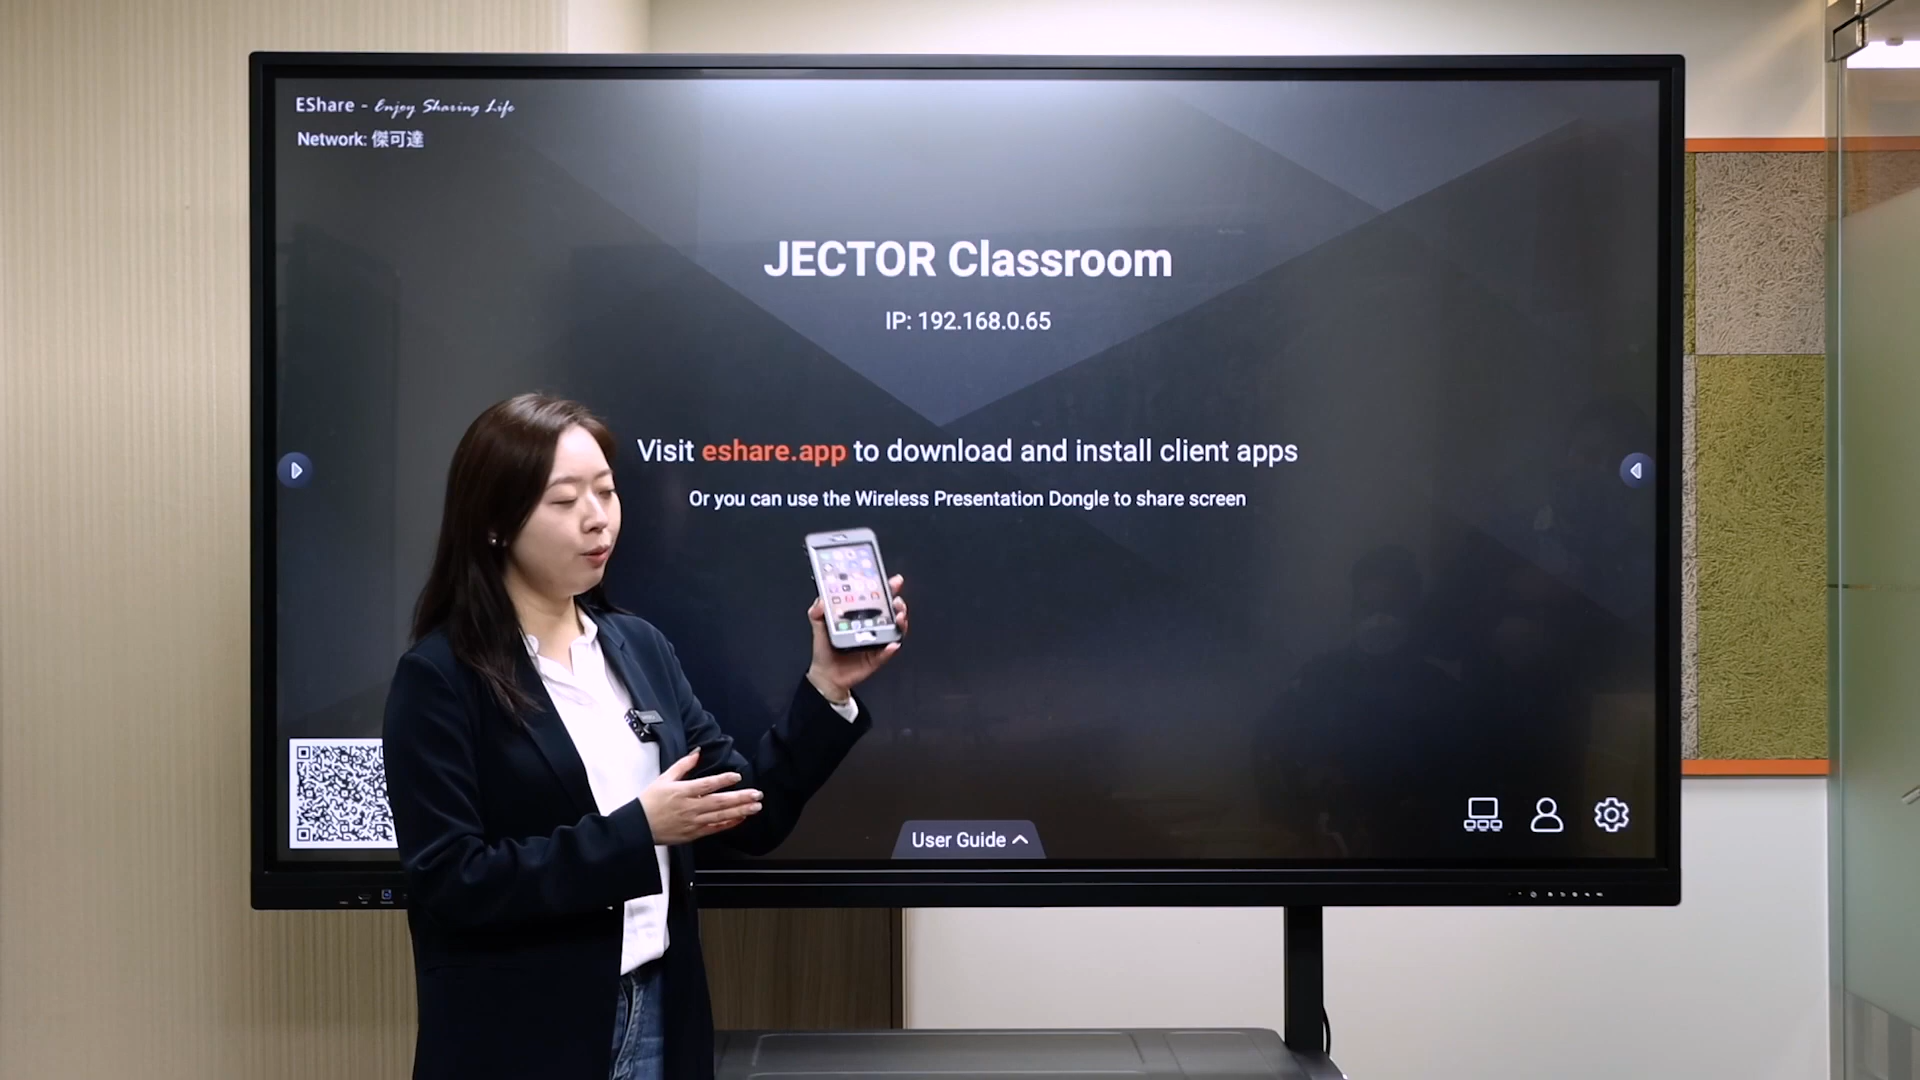 EShare - Enjoy Sharing Life
Network: 傑可達
JECTOR Classroom
IP: 192.168.0.65
Visit eshare.app to download and install client apps
Or you can use the Wireless Presentation Dongle to share screen
User Guide